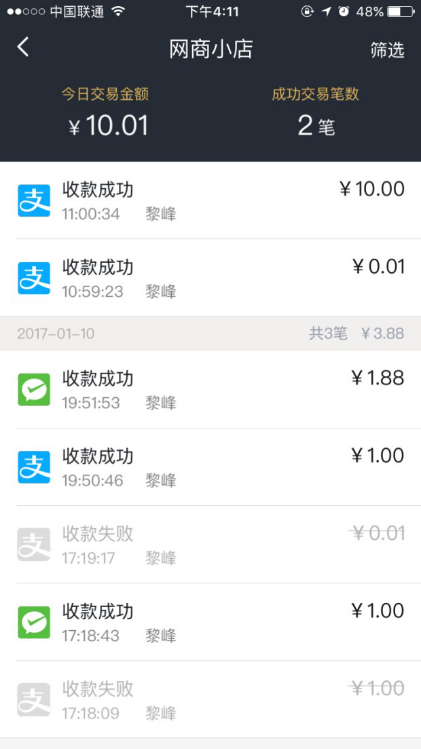 中国联通 下午4:11 48%
网商小店 筛选
今日交易金额 成功交易笔数
¥10.01 2笔
支 收款成功 ¥10.00
11:00:34 黎峰
支 收款成功 ¥0.01
10:59:23 黎峰
2017-01-10 共3笔 ¥3.88
收款成功 ¥1.88
19:51:53 黎峰
支 收款成功 ¥1.00
19:50:46 黎峰
支 收款失败 ¥0.01
17:19:17 黎峰
收款成功 ¥1.00
17:18:43 黎峰
支 收款失败 ¥1.00
17:18:09 黎峰